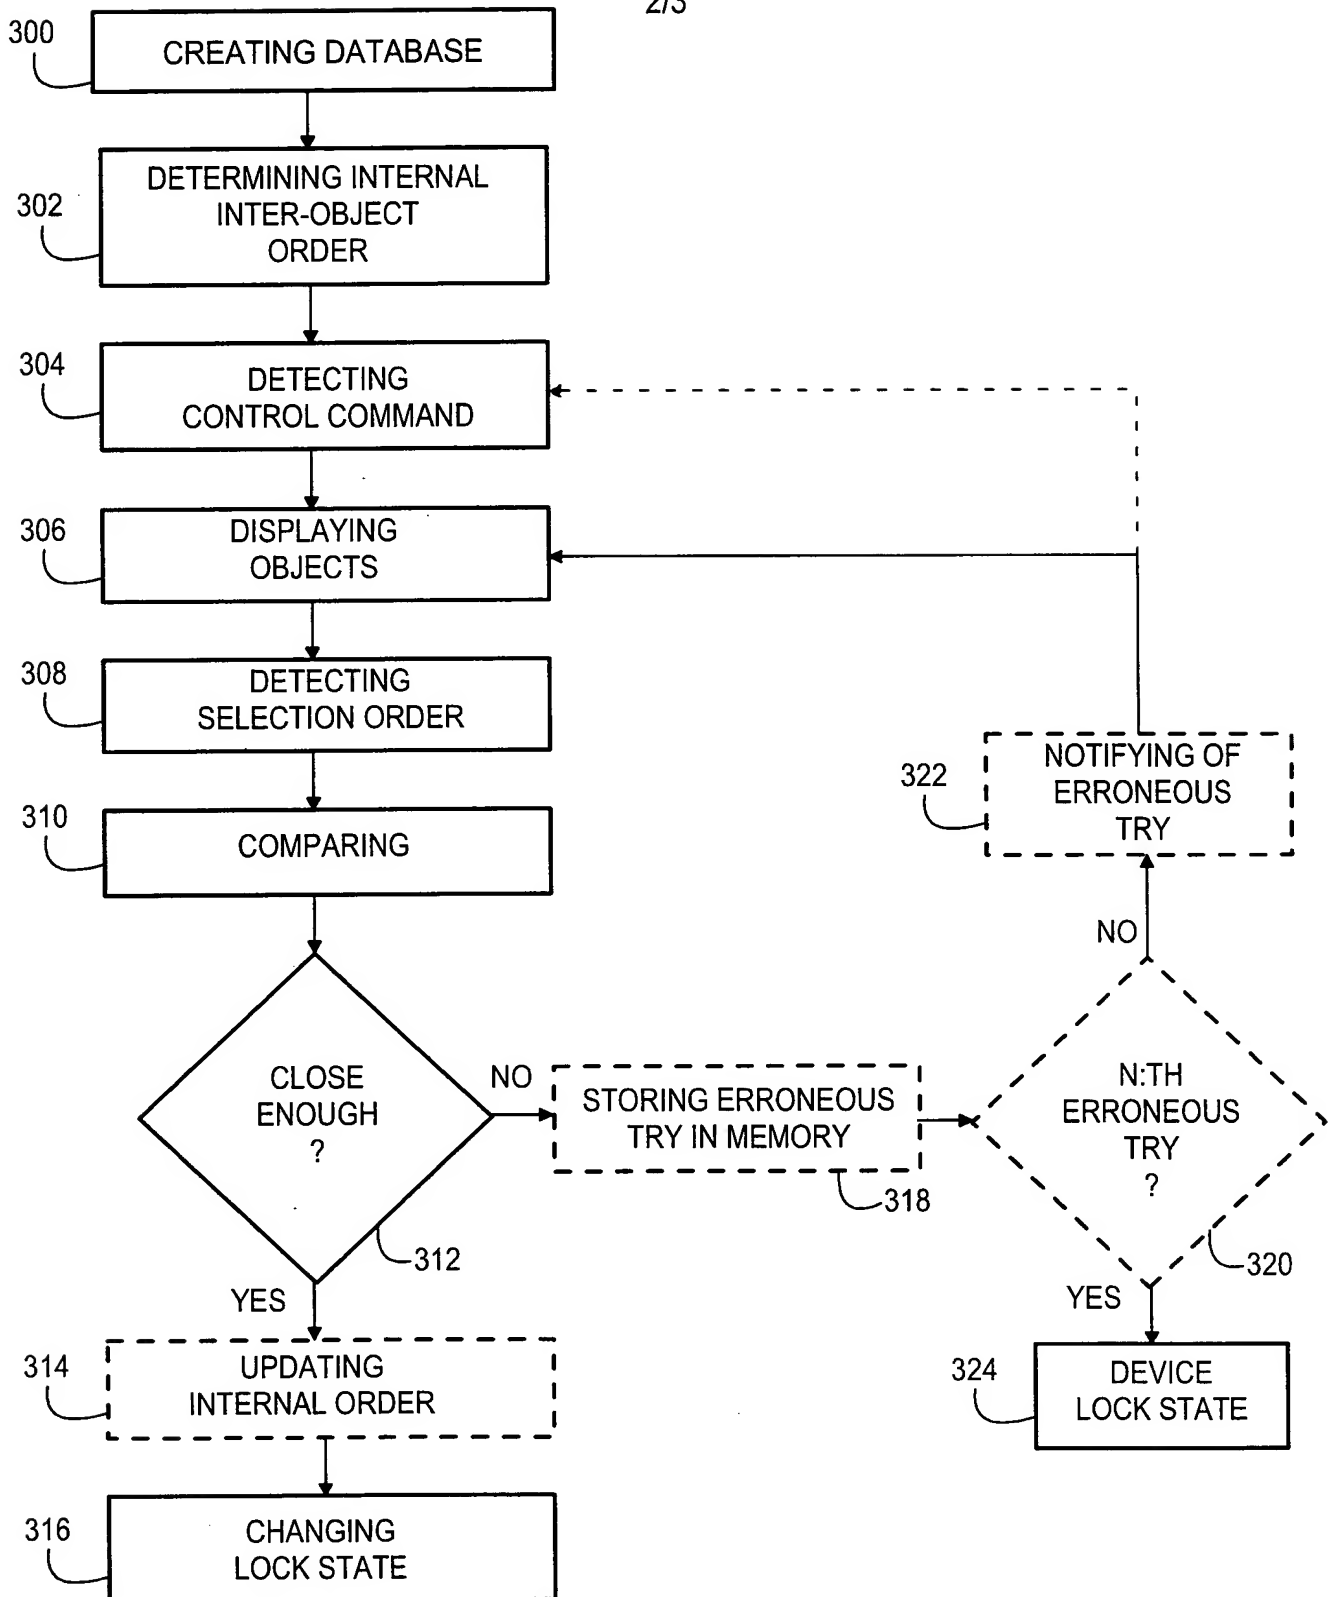 2/3
300
CREATING DATABASE
302
DETERMINING INTERNAL
INTER-OBJECT
ORDER
304
DETECTING
CONTROL COMMAND
306
DISPLAYING
OBJECTS
308
DETECTING
SELECTION ORDER
310
COMPARING
322
NOTIFYING OF
ERRONEOUS
TRY
NO
CLOSE
ENOUGH
?
312
NO
STORING ERRONEOUS
TRY IN MEMORY
318
N:TH
ERRONEOUS
TRY
?
320
YES
YES
314
UPDATING
INTERNAL ORDER
324
DEVICE
LOCK STATE
316
CHANGING
LOCK STATE